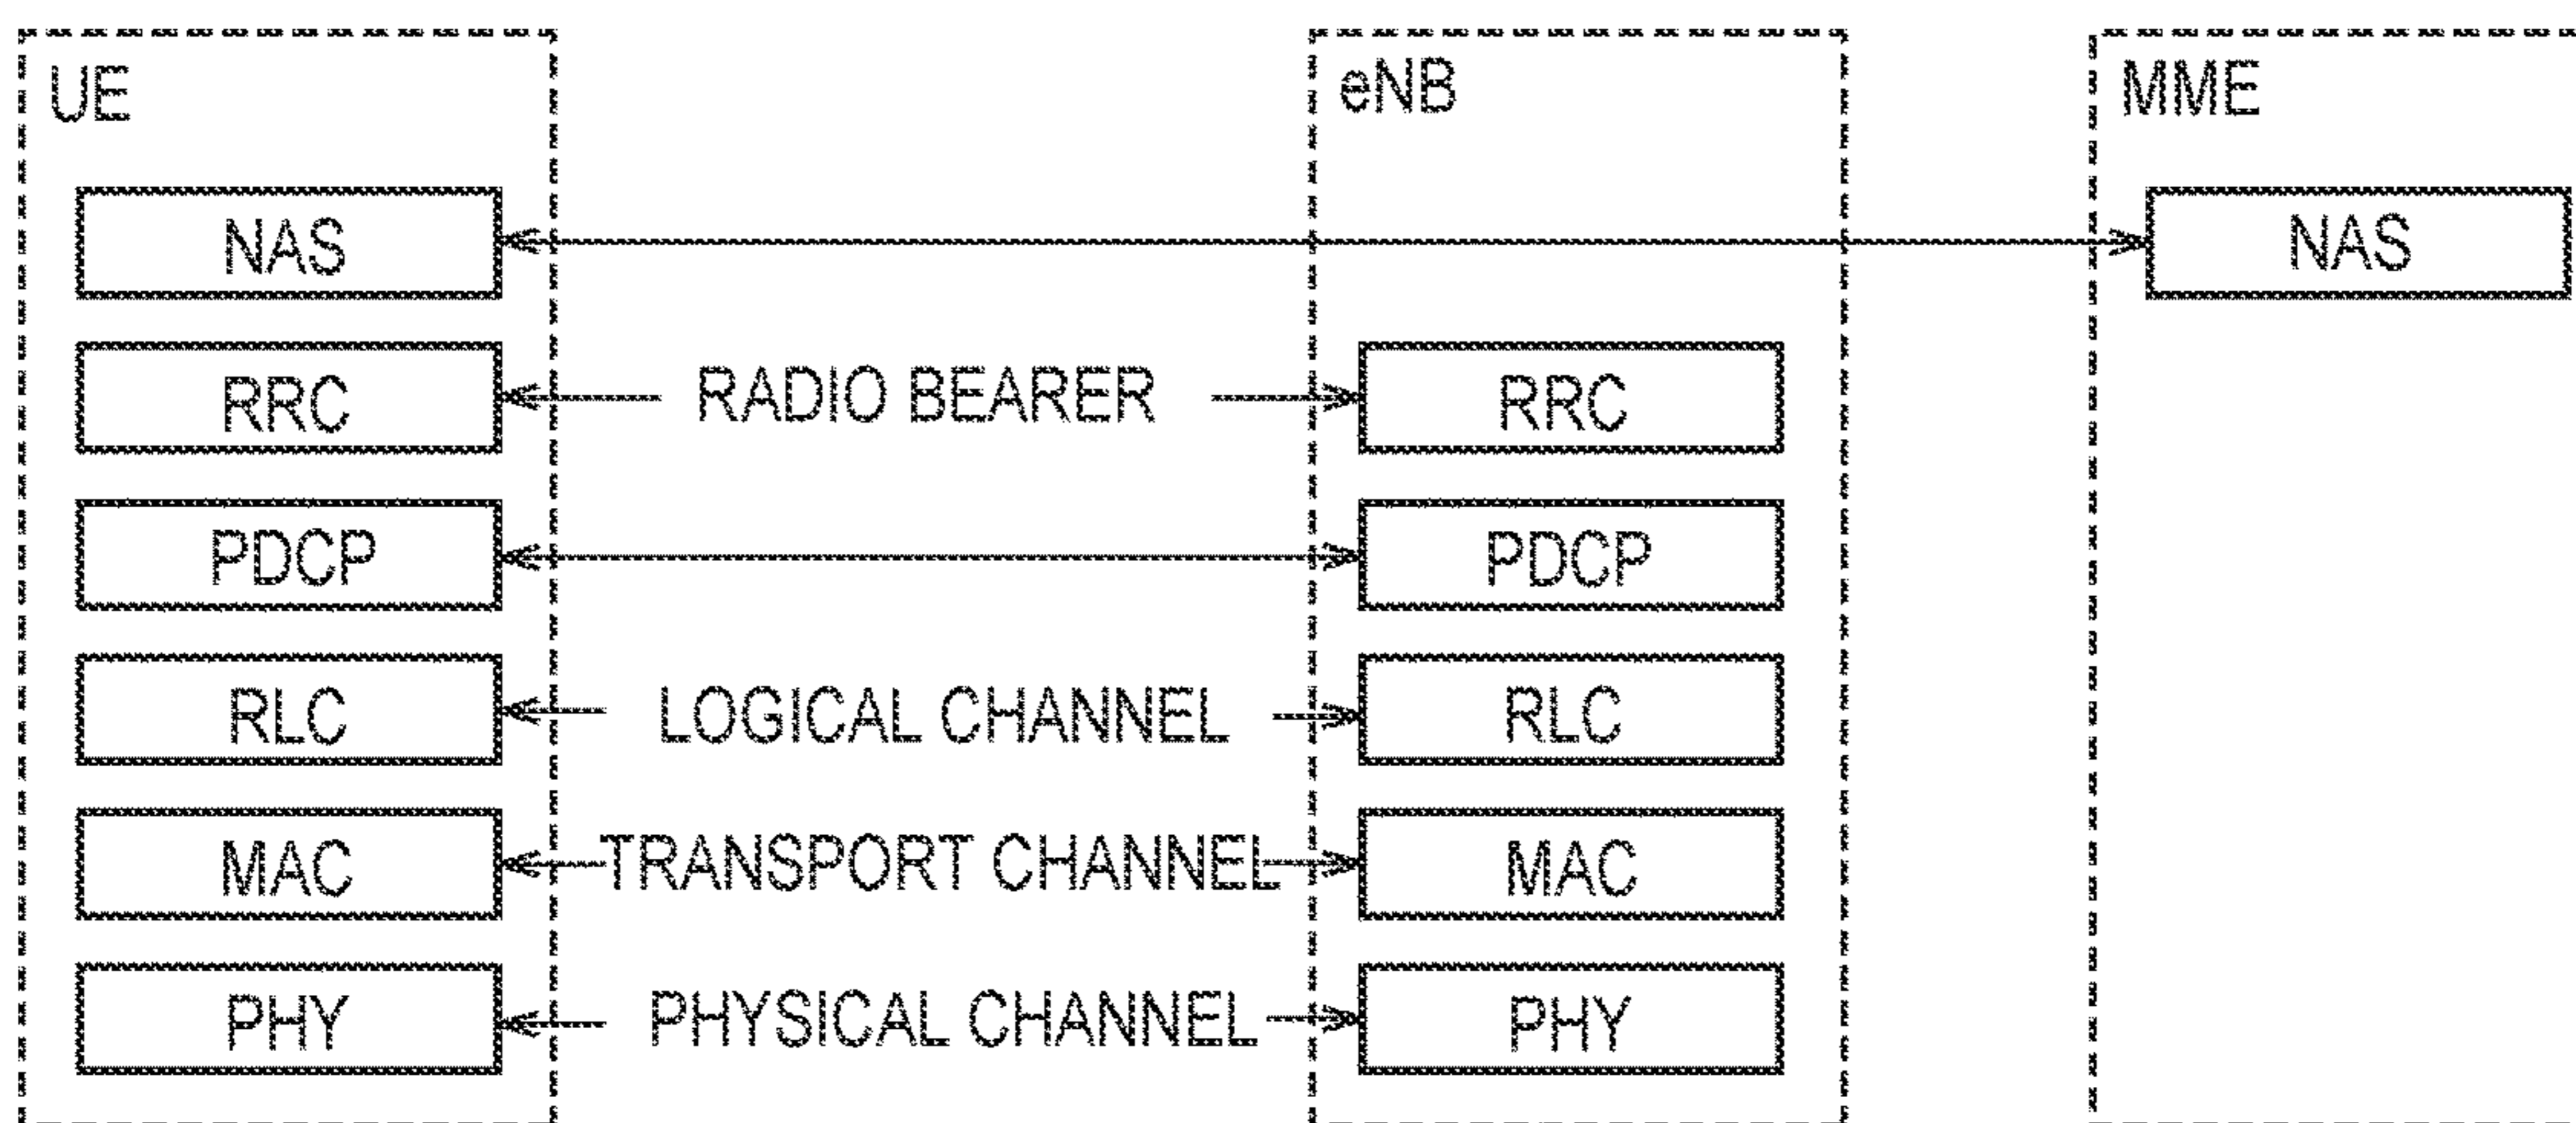 UE eNB MME
NAS NAS
RRC RADIO BEARER RRC
PDCP PDCP
RLC LOGICAL CHANNEL RLC
MAC TRANSPORT CHANNEL MAC
PHY PHYSICAL CHANNEL PHY